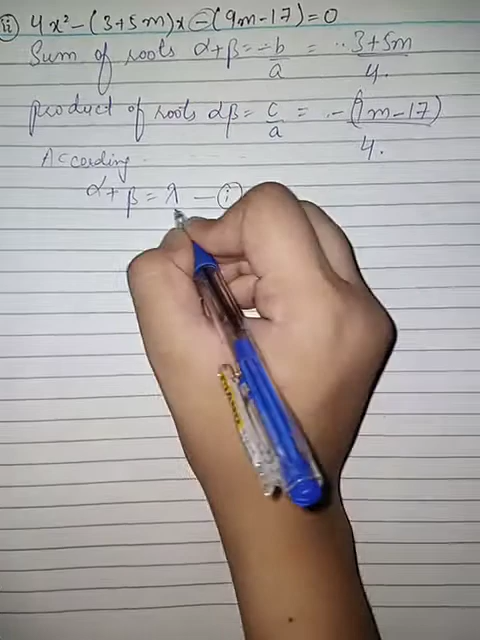 (ii) 4x² - (3+5m)x - (9m-17) = 0
Sum of roots α+β = -b/a = 3+5m/4.
product of roots αβ = c/a = -(9m-17)/4.
According
α+β = λ - (i)